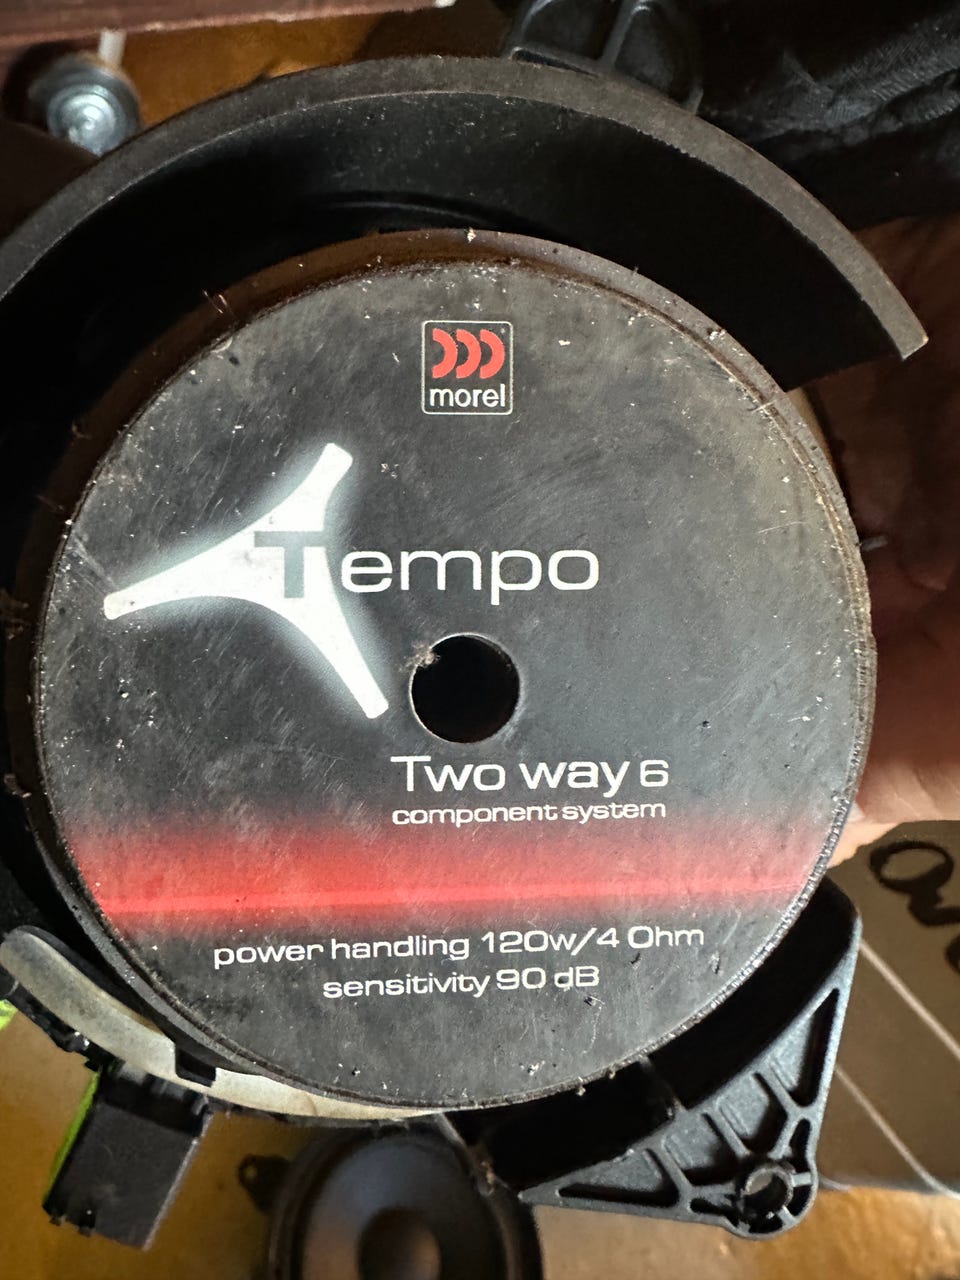 morel
Tempo
Two way 6
component system
power handling 120w/4 Ohm
sensitivity 90 dB